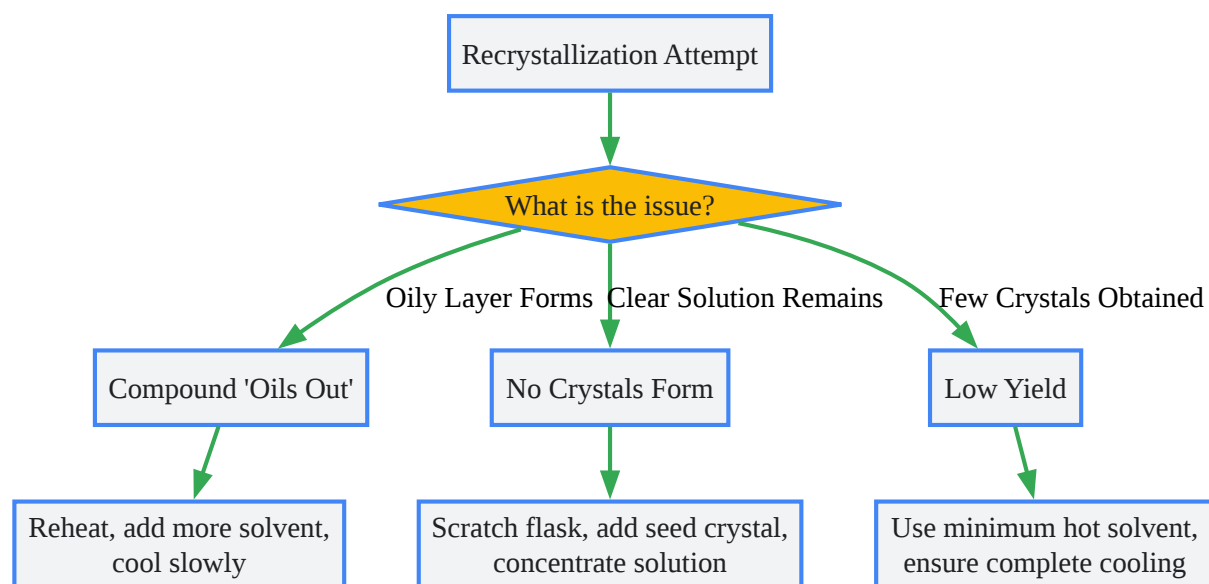 Recrystallization Attempt
What is the issue?
Oily Layer Forms
Clear Solution Remains
Few Crystals Obtained
Compound 'Oils Out'
No Crystals Form
Low Yield
Reheat, add more solvent,
cool slowly
Scratch flask, add seed crystal,
concentrate solution
Use minimum hot solvent,
ensure complete cooling